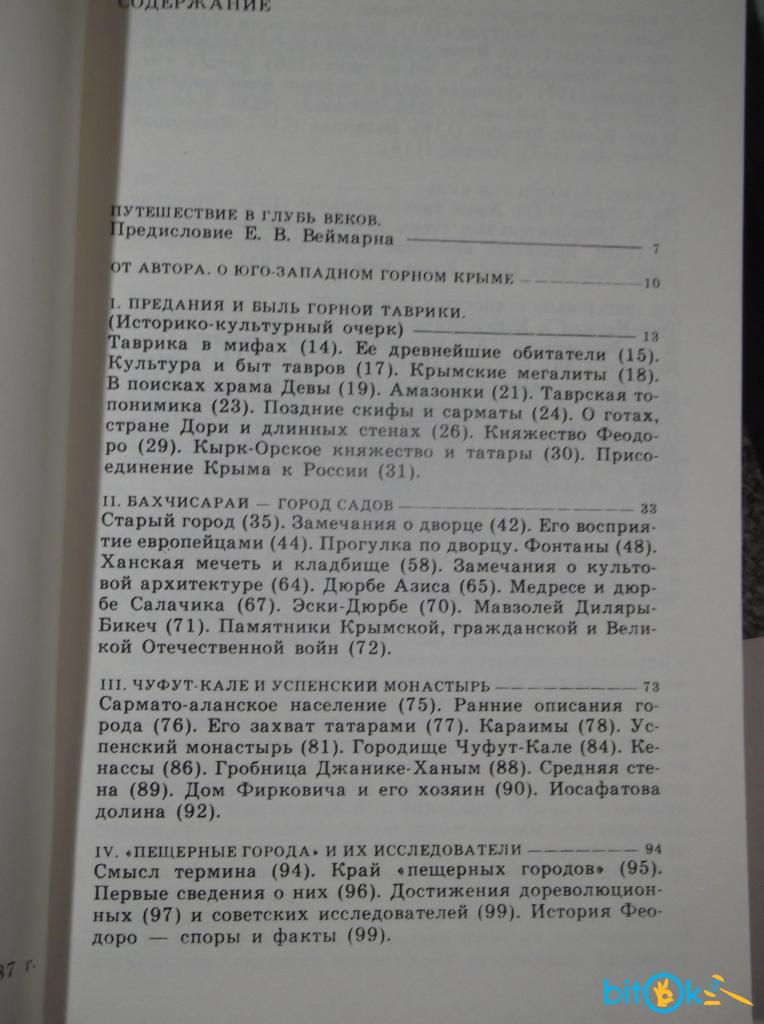 СОДЕРЖАНИЕ
ПУТЕШЕСТВИЕ В ГЛУБЬ ВЕКОВ.
Предисловие Е. В. Веймарна 7
ОТ АВТОРА. О ЮГО-ЗАПАДНОМ ГОРНОМ КРЫМЕ 10
I. ПРЕДАНИЯ И БЫЛЬ ГОРНОЙ ТАВРИКИ.
(Историко-культурный очерк) 13
Таврика в мифах (14). Ее древнейшие обитатели (15).
Культура и быт тавров (17). Крымские мегалиты (18).
В поисках храма Девы (19). Амазонки (21). Таврская то-
понимика (23). Поздние скифы и сарматы (24). О готах,
стране Дори и длинных стенах (26). Княжество Феодо-
ро (29). Кырк-Орское княжество и татары (30). Присо-
единение Крыма к России (31).
II. БАХЧИСАРАЙ — ГОРОД САДОВ 33
Старый город (35). Замечания о дворце (42). Его восприя-
тие европейцами (44). Прогулка по дворцу. Фонтаны (48).
Ханская мечеть и кладбище (58). Замечания о культо-
вой архитектуре (64). Дюрбе Азиса (65). Медресе и дюр-
бе Салачика (67). Эски-Дюрбе (70). Мавзолей Диляры-
Бикеч (71). Памятники Крымской, гражданской и Вели-
кой Отечественной войн (72).
III. ЧУФУТ-КАЛЕ И УСПЕНСКИЙ МОНАСТЫРЬ 73
Сармато-аланское население (75). Ранние описания го-
рода (76). Его захват татарами (77). Караимы (78). Ус-
пенский монастырь (81). Городище Чуфут-Кале (84). Ке-
нассы (86). Гробница Джанике-Ханым (88). Средняя сте-
на (89). Дом Фирковича и его хозяин (90). Иосафатова
долина (92).
IV. «ПЕЩЕРНЫЕ ГОРОДА» И ИХ ИССЛЕДОВАТЕЛИ 94
Смысл термина (94). Край «пещерных городов» (95).
Первые сведения о них (96). Достижения дореволюцион-
ных (97) и советских исследователей (99). История Фео-
доро — споры и факты (99).
87 г.
bitok